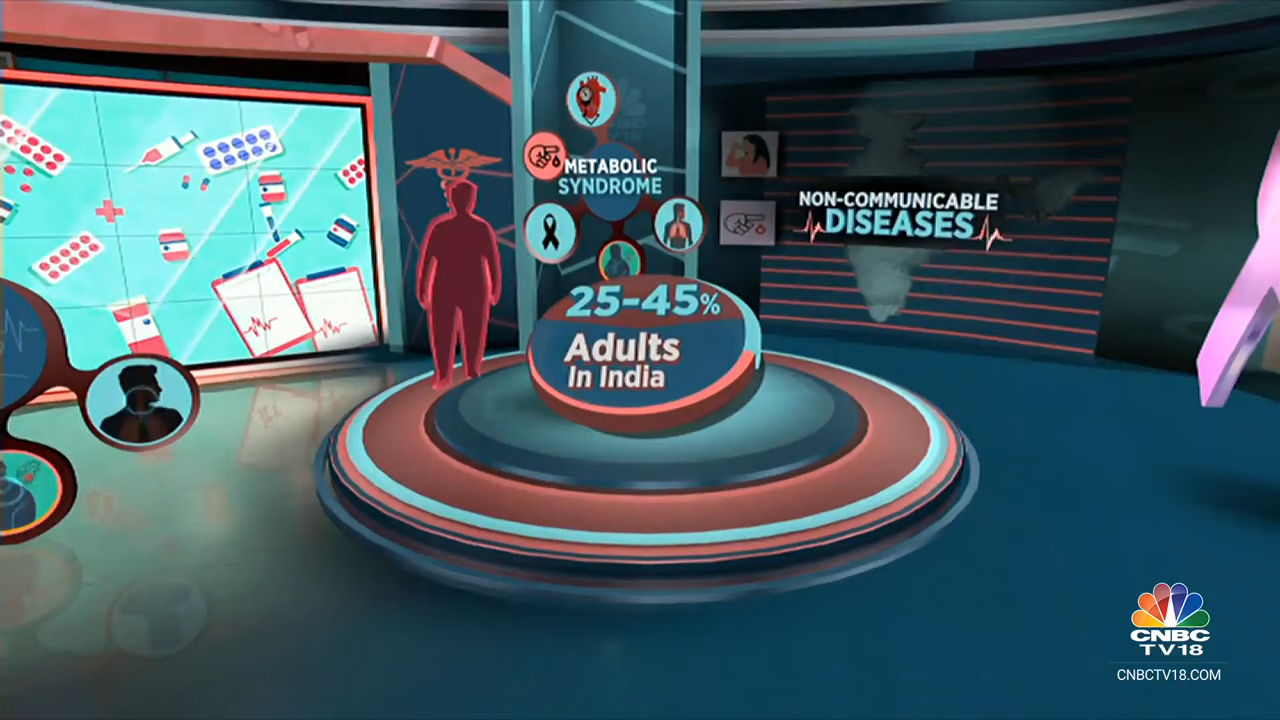 METABOLIC
SYNDROME
NON-COMMUNICABLE
DISEASES
25-45%
Adults
In India
CNBC
TV18
CNBCTV18.COM